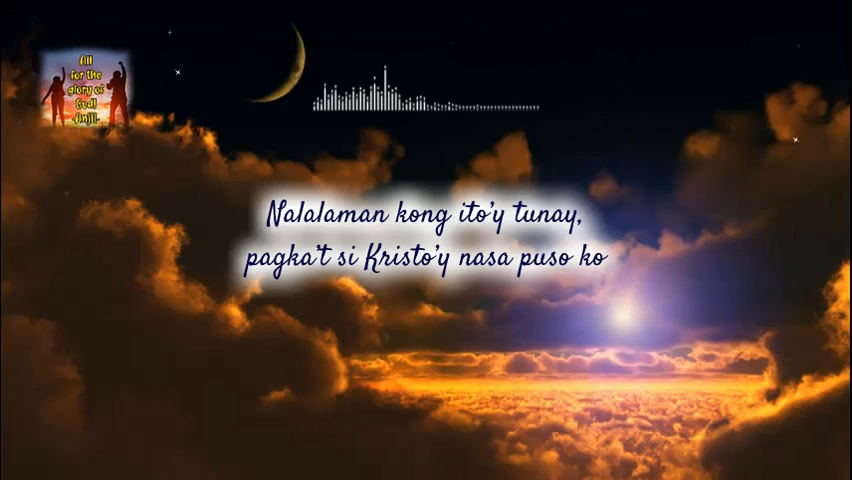 All
for the
glory of
God!
Nalalaman kong ito'y tunay,
pagka't si Kristo'y nasa puso ko